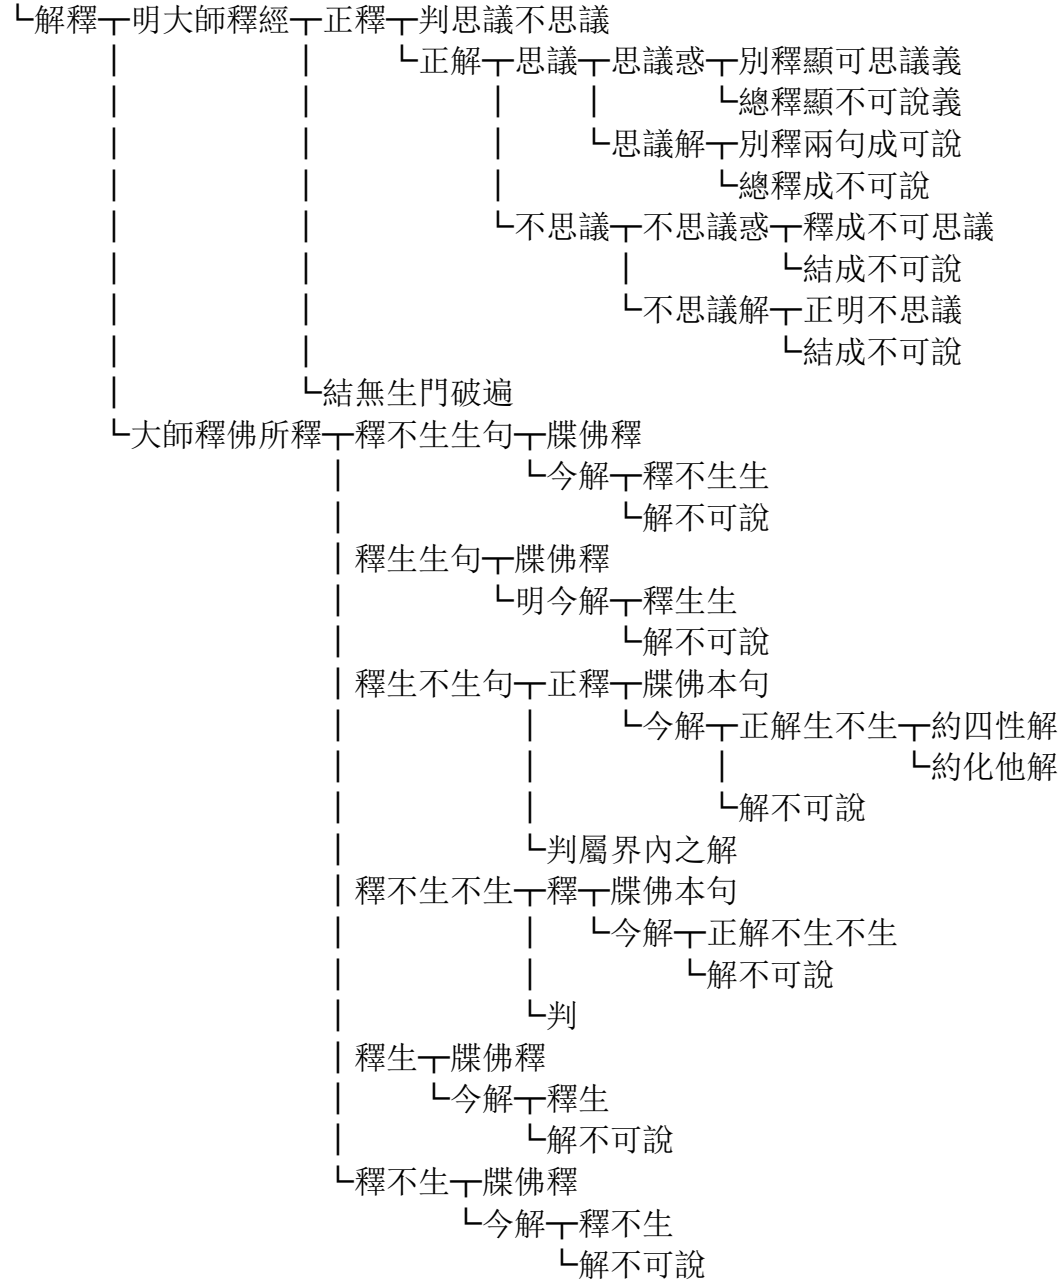 └解釋┬明大師釋經┬正釋┬判思議不思議
└正解┬思議┬思議惑┬別釋顯可思議義
└總釋顯不可說義
└思議解┬別釋兩句成可說
└總釋成不可說
└不思議┬不思議惑┬釋成不可思議
└結成不可說
└不思議解┬正明不思議
└結成不可說
└結無生門破遍
└大師釋佛所釋┬釋不生生句┬牒佛釋
└今解┬釋不生生
└解不可說
釋生生句┬牒佛釋
└明今解┬釋生生
└解不可說
釋生不生句┬正釋┬牒佛本句
└今解┬正解生不生┬約四性解
└約化他解
└解不可說
└判屬界內之解
釋不生不生┬釋┬牒佛本句
└今解┬正解不生不生
└解不可說
└判
釋生┬牒佛釋
└今解┬釋生
└解不可說
└釋不生┬牒佛釋
└今解┬釋不生
└解不可說